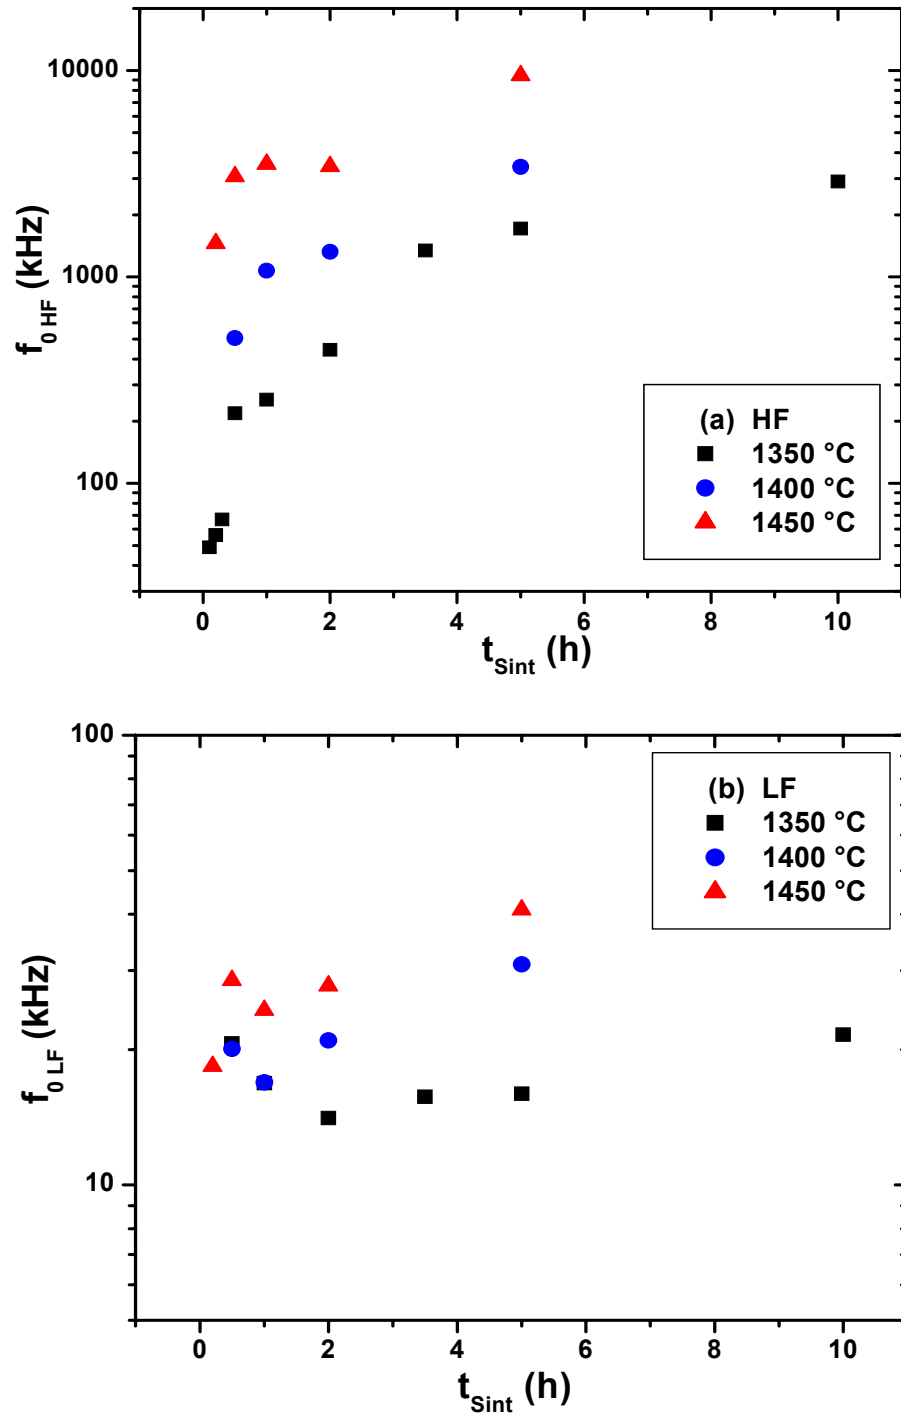 10000
1000
100
f0 HF (kHz)
(a) HF
1350 °C
1400 °C
1450 °C
0 2 4 6 8 10
tSint (h)
100
10
f0 LF (kHz)
(b) LF
1350 °C
1400 °C
1450 °C
0 2 4 6 8 10
tSint (h)